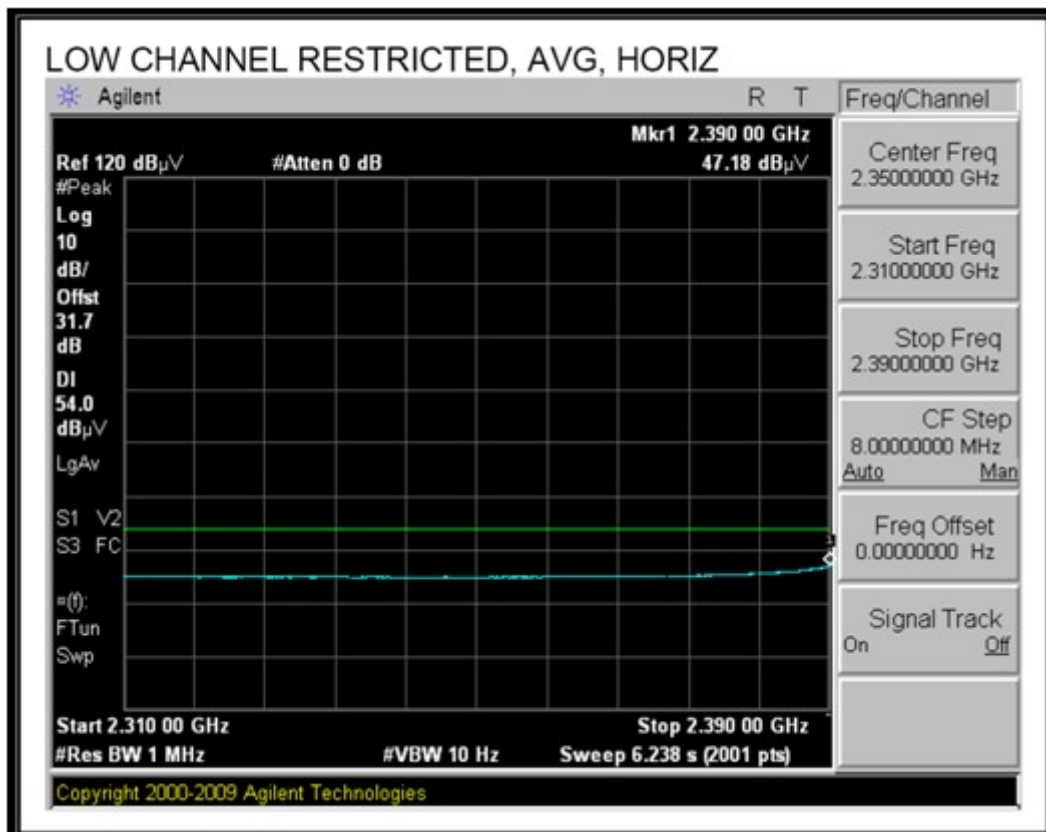 LOW CHANNEL RESTRICTED, AVG, HORIZ
Agilent
R T
Freq/Channel
Mkr1 2.390 00 GHz
Ref 120 dBµV
#Atten 0 dB
47.18 dBµV
#Peak
Log
10
dB/
Offst
31.7
dB
DI
54.0
dBµV
LgAv
S1 V2
S3 FC
¤(f):
FTun
Swp
1
Start 2.310 00 GHz
Stop 2.390 00 GHz
#Res BW 1 MHz
#VBW 10 Hz
Sweep 6.238 s (2001 pts)
Center Freq
2.35000000 GHz
Start Freq
2.31000000 GHz
Stop Freq
2.39000000 GHz
CF Step
8.00000000 MHz
Auto Man
Freq Offset
0.00000000 Hz
Signal Track
On Off
Copyright 2000-2009 Agilent Technologies